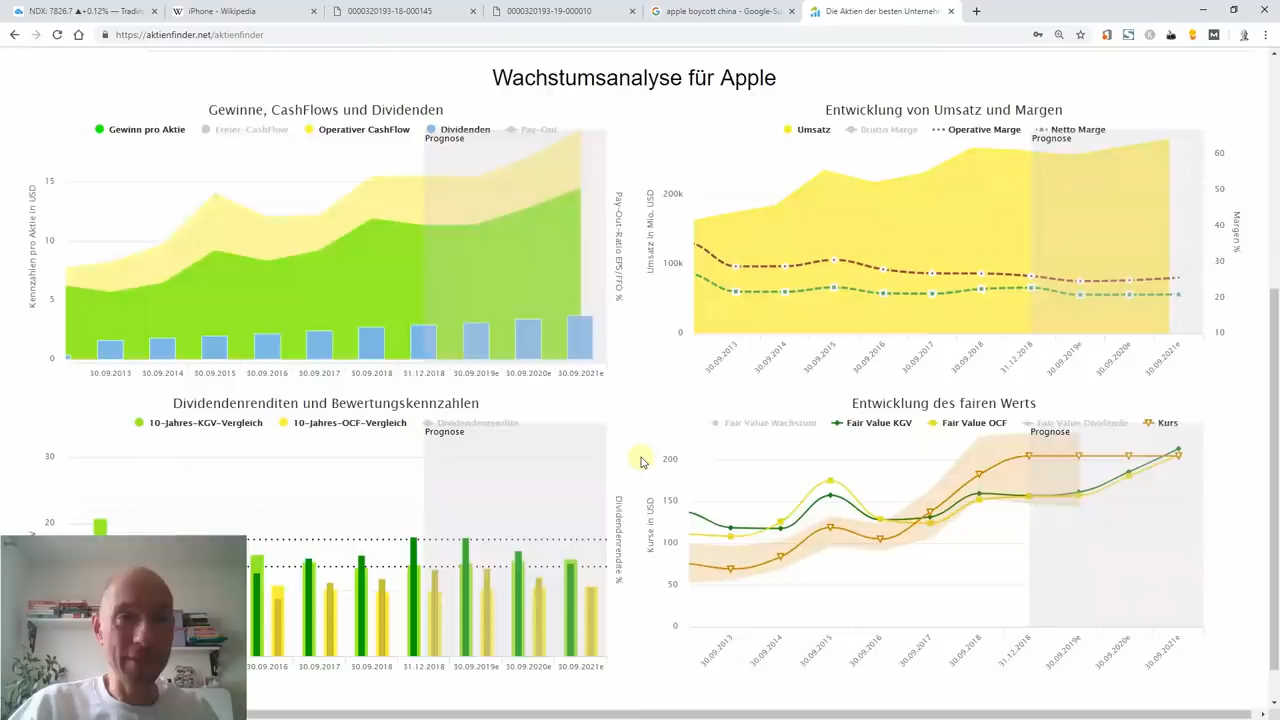 NDX: 7826.7 ▲+0.12% — Tradin
iPhone - Wikipedia
0000320193-18-000145
0000320193-19-000010
apple boycott china - Google-Su
Die Aktien der besten Unterneh
https://aktienfinder.net/aktienfinder
Wachstumsanalyse für Apple
Gewinne, CashFlows und Dividenden
Gewinn pro Aktie Freier-CashFlow Operativer CashFlow Dividenden Pay-Out
Prognose
Kennzahlen pro Aktie in USD
15
10
5
0
Pay-Out-Ratio EPS/FFO %
30.09.2013 30.09.2014 30.09.2015 30.09.2016 30.09.2017 30.09.2018 31.12.2018 30.09.2019e 30.09.2020e 30.09.2021e
Entwicklung von Umsatz und Margen
Umsatz Brutto Marge Operative Marge Netto Marge
Prognose
Umsatz in Mio. USD
200k
100k
0
60
50
40
30
20
10
Margen %
30.09.2013 30.09.2014 30.09.2015 30.09.2016 30.09.2017 30.09.2018 31.12.2018 30.09.2019e 30.09.2020e 30.09.2021e
Dividendenrenditen und Bewertungskennzahlen
10-Jahres-KGV-Vergleich 10-Jahres-OCF-Vergleich Dividendenrendite
Prognose
30
20
Dividendenrendite %
30.09.2016 30.09.2017 30.09.2018 31.12.2018 30.09.2019e 30.09.2020e 30.09.2021e
Entwicklung des fairen Werts
Fair Value Wachstum Fair Value KGV Fair Value OCF Fair Value Dividende Kurs
Prognose
Kurse in USD
200
150
100
50
0
30.09.2013 30.09.2014 30.09.2015 30.09.2016 30.09.2017 30.09.2018 31.12.2018 30.09.2019e 30.09.2020e 30.09.2021e